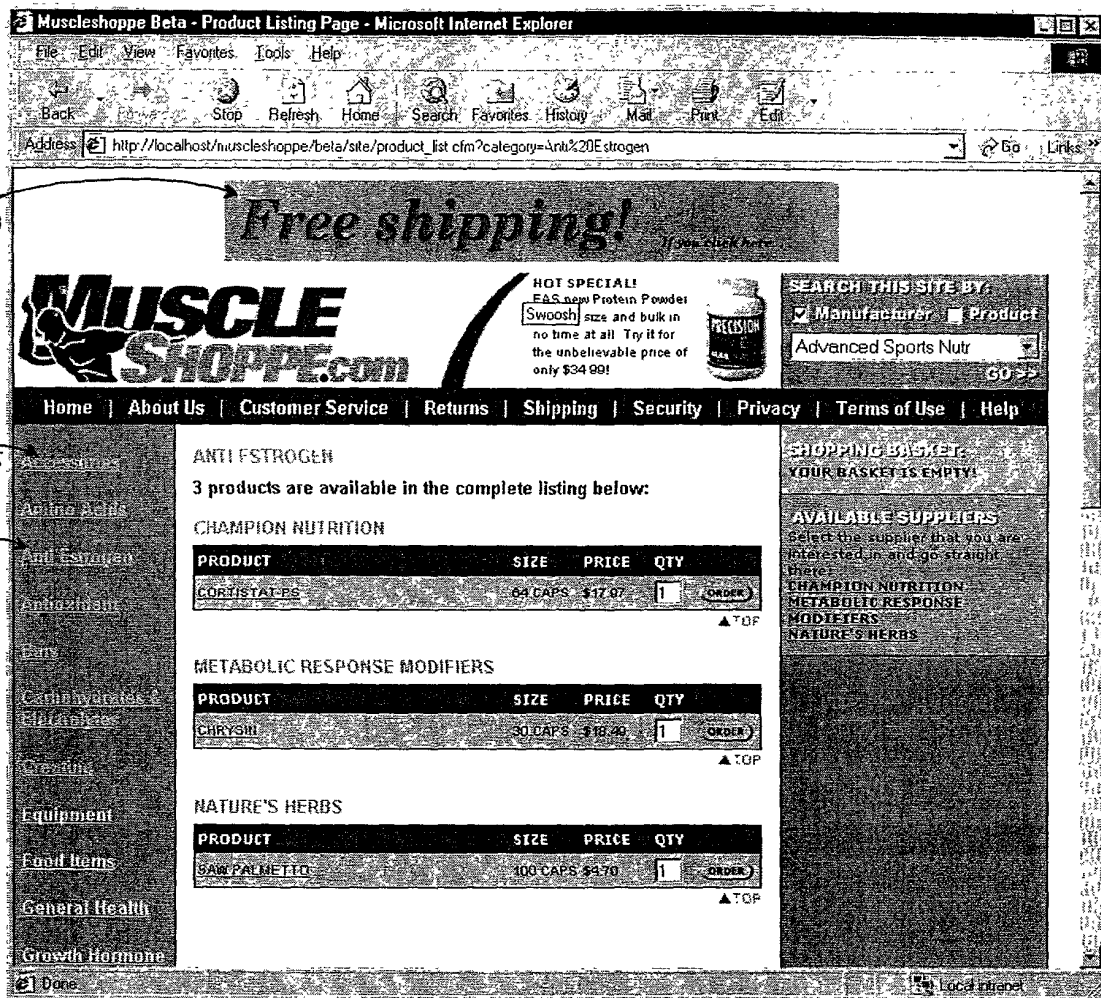 Muscleshoppe Beta - Product Listing Page - Microsoft Internet Explorer
File Edit View Favorites Tools Help
Back Forward Stop Refresh Home Search Favorites History Mail Print Edit
Address http://localhost/muscleshoppe/beta/site/product_list.cfm?category=Anti%20Estrogen Go Links »
Free shipping! If you click here...
MUSCLE
SHOPPE.com
HOT SPECIAL!
EAS new Protein Powder
Swoosh size and bulk in
no time at all Try it for
the unbelievable price of
only $34 99!
PRECISION
SEARCH THIS SITE BY:
Manufacturer Product
Advanced Sports Nutr
GO >>
Home | About Us | Customer Service | Returns | Shipping | Security | Privacy | Terms of Use | Help
Accessories
Amino Acids
Anti Estrogen
Antioxidant
Bars
Carbohydrates &
Creatine
Equipment
Food Items
General Health
Growth Hormone
ANTI ESTROGEN
3 products are available in the complete listing below:
CHAMPION NUTRITION
PRODUCT SIZE PRICE QTY
CORTISTAT-PS 64 CAPS $17.97 1 ORDER
▲TOP
METABOLIC RESPONSE MODIFIERS
PRODUCT SIZE PRICE QTY
CHRYSIN 30 CAPS 1 ORDER
▲TOP
NATURE'S HERBS
PRODUCT SIZE PRICE QTY
SAW PALMETTO 100 CAPS $4.70 1 ORDER
▲TOP
SHOPPING BASKET:
YOUR BASKET IS EMPTY!
AVAILABLE SUPPLIERS
Select the supplier that you are
interested in and go straight
there!
CHAMPION NUTRITION
METABOLIC RESPONSE
MODIFIERS
NATURE'S HERBS
Done Local intranet